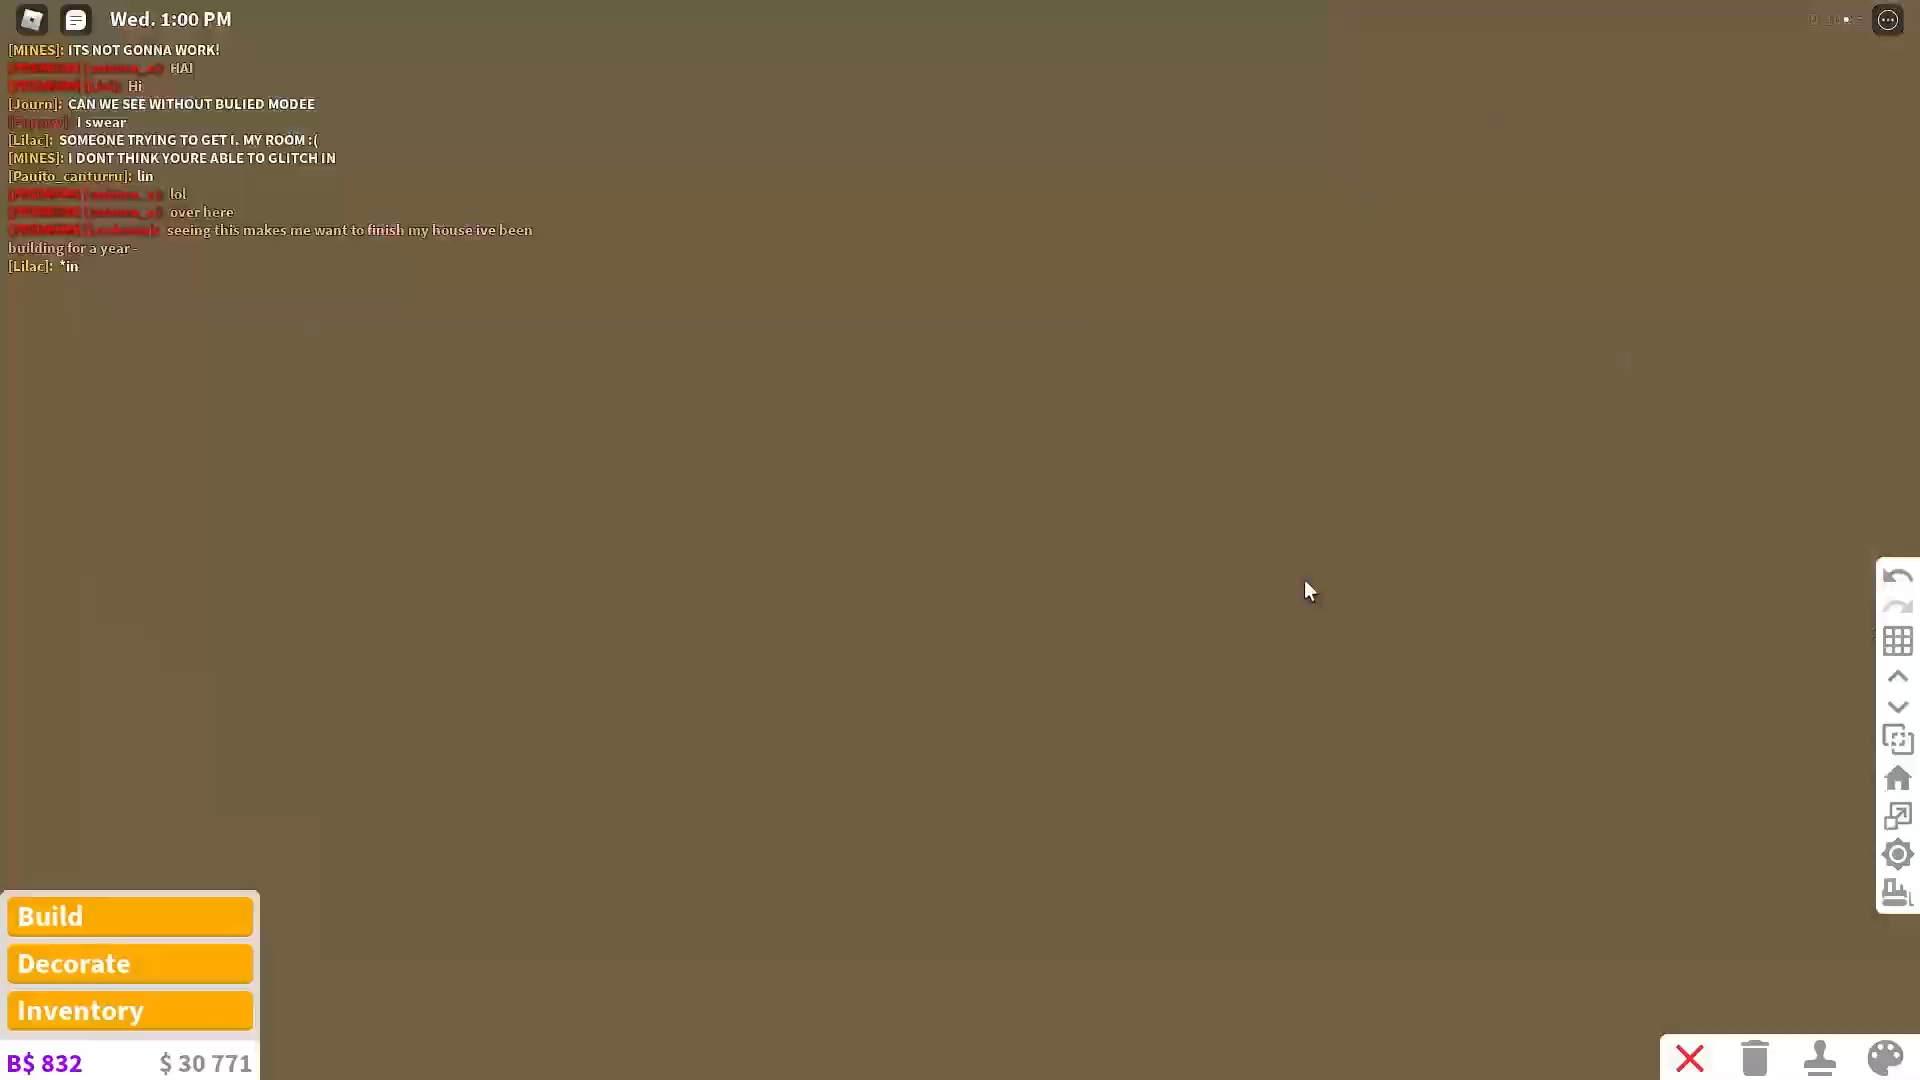 Wed. 1:00 PM
[MINES]: ITS NOT GONNA WORK!
HAI
Hi
[Journ]: CAN WE SEE WITHOUT BULIED MODEE
I swear
[Lilac]: SOMEONE TRYING TO GET I. MY ROOM :(
[MINES]: I DONT THINK YOURE ABLE TO GLITCH IN
[Pauito_canturru]: lin
lol
over here
seeing this makes me want to finish my house ive been
building for a year -
[Lilac]: *in
Build
Decorate
Inventory
B$ 832 $ 30 771